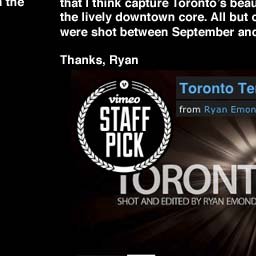 n the
that I think capture Toronto's beau
the lively downtown core. All but o
were shot between September and
Thanks, Ryan
Toronto Te
from Ryan Emon
V
vimeo
STAFF
PICK
TORONT
SHOT AND EDITED BY RYAN EMOND